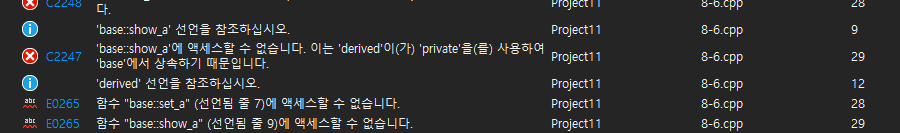 C2248
다. Project11 8-6.cpp 28
'base::show_a' 선언을 참조하십시오. Project11 8-6.cpp 9
C2247 'base::show_a'에 액세스할 수 없습니다. 이는 'derived'이(가) 'private'을(를) 사용하여 Project11 8-6.cpp 29
'base'에서 상속하기 때문입니다.
'derived' 선언을 참조하십시오. Project11 8-6.cpp 12
abc E0265 함수 "base::set_a" (선언됨 줄 7)에 액세스할 수 없습니다. Project11 8-6.cpp 28
abc E0265 함수 "base::show_a" (선언됨 줄 9)에 액세스할 수 없습니다. Project11 8-6.cpp 29